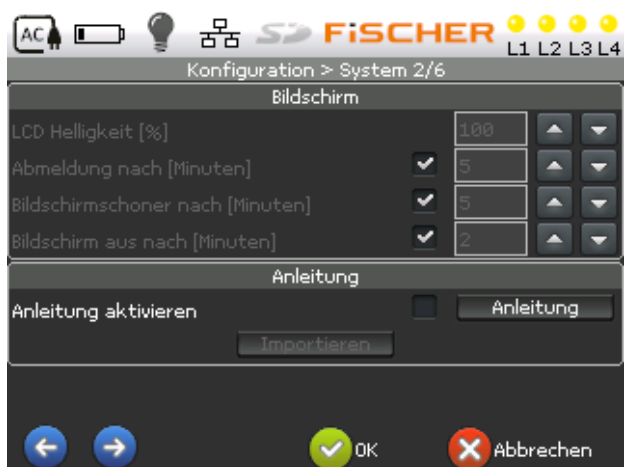 AC SD FiSCHER L1 L2 L3 L4
Konfiguration > System 2/6
Bildschirm
LCD Helligkeit [%] 100
Abmeldung nach [Minuten] 5
Bildschirmschoner nach [Minuten] 5
Bildschirm aus nach [Minuten] 2
Anleitung
Anleitung aktivieren Anleitung
Importieren
OK Abbrechen